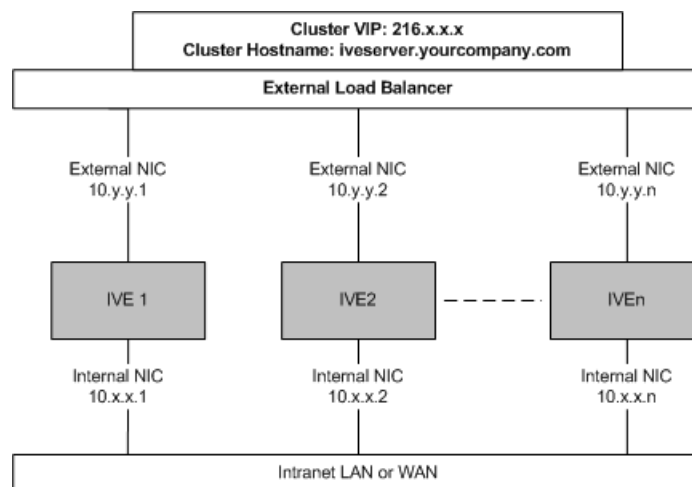 Cluster VIP: 216.x.x.x
Cluster Hostname: iveserver.yourcompany.com
External Load Balancer
External NIC
10.y.y.1
External NIC
10.y.y.2
External NIC
10.y.y.n
IVE 1
IVE2
IVEn
Internal NIC
10.x.x.1
Internal NIC
10.x.x.2
Internal NIC
10.x.x.n
Intranet LAN or WAN